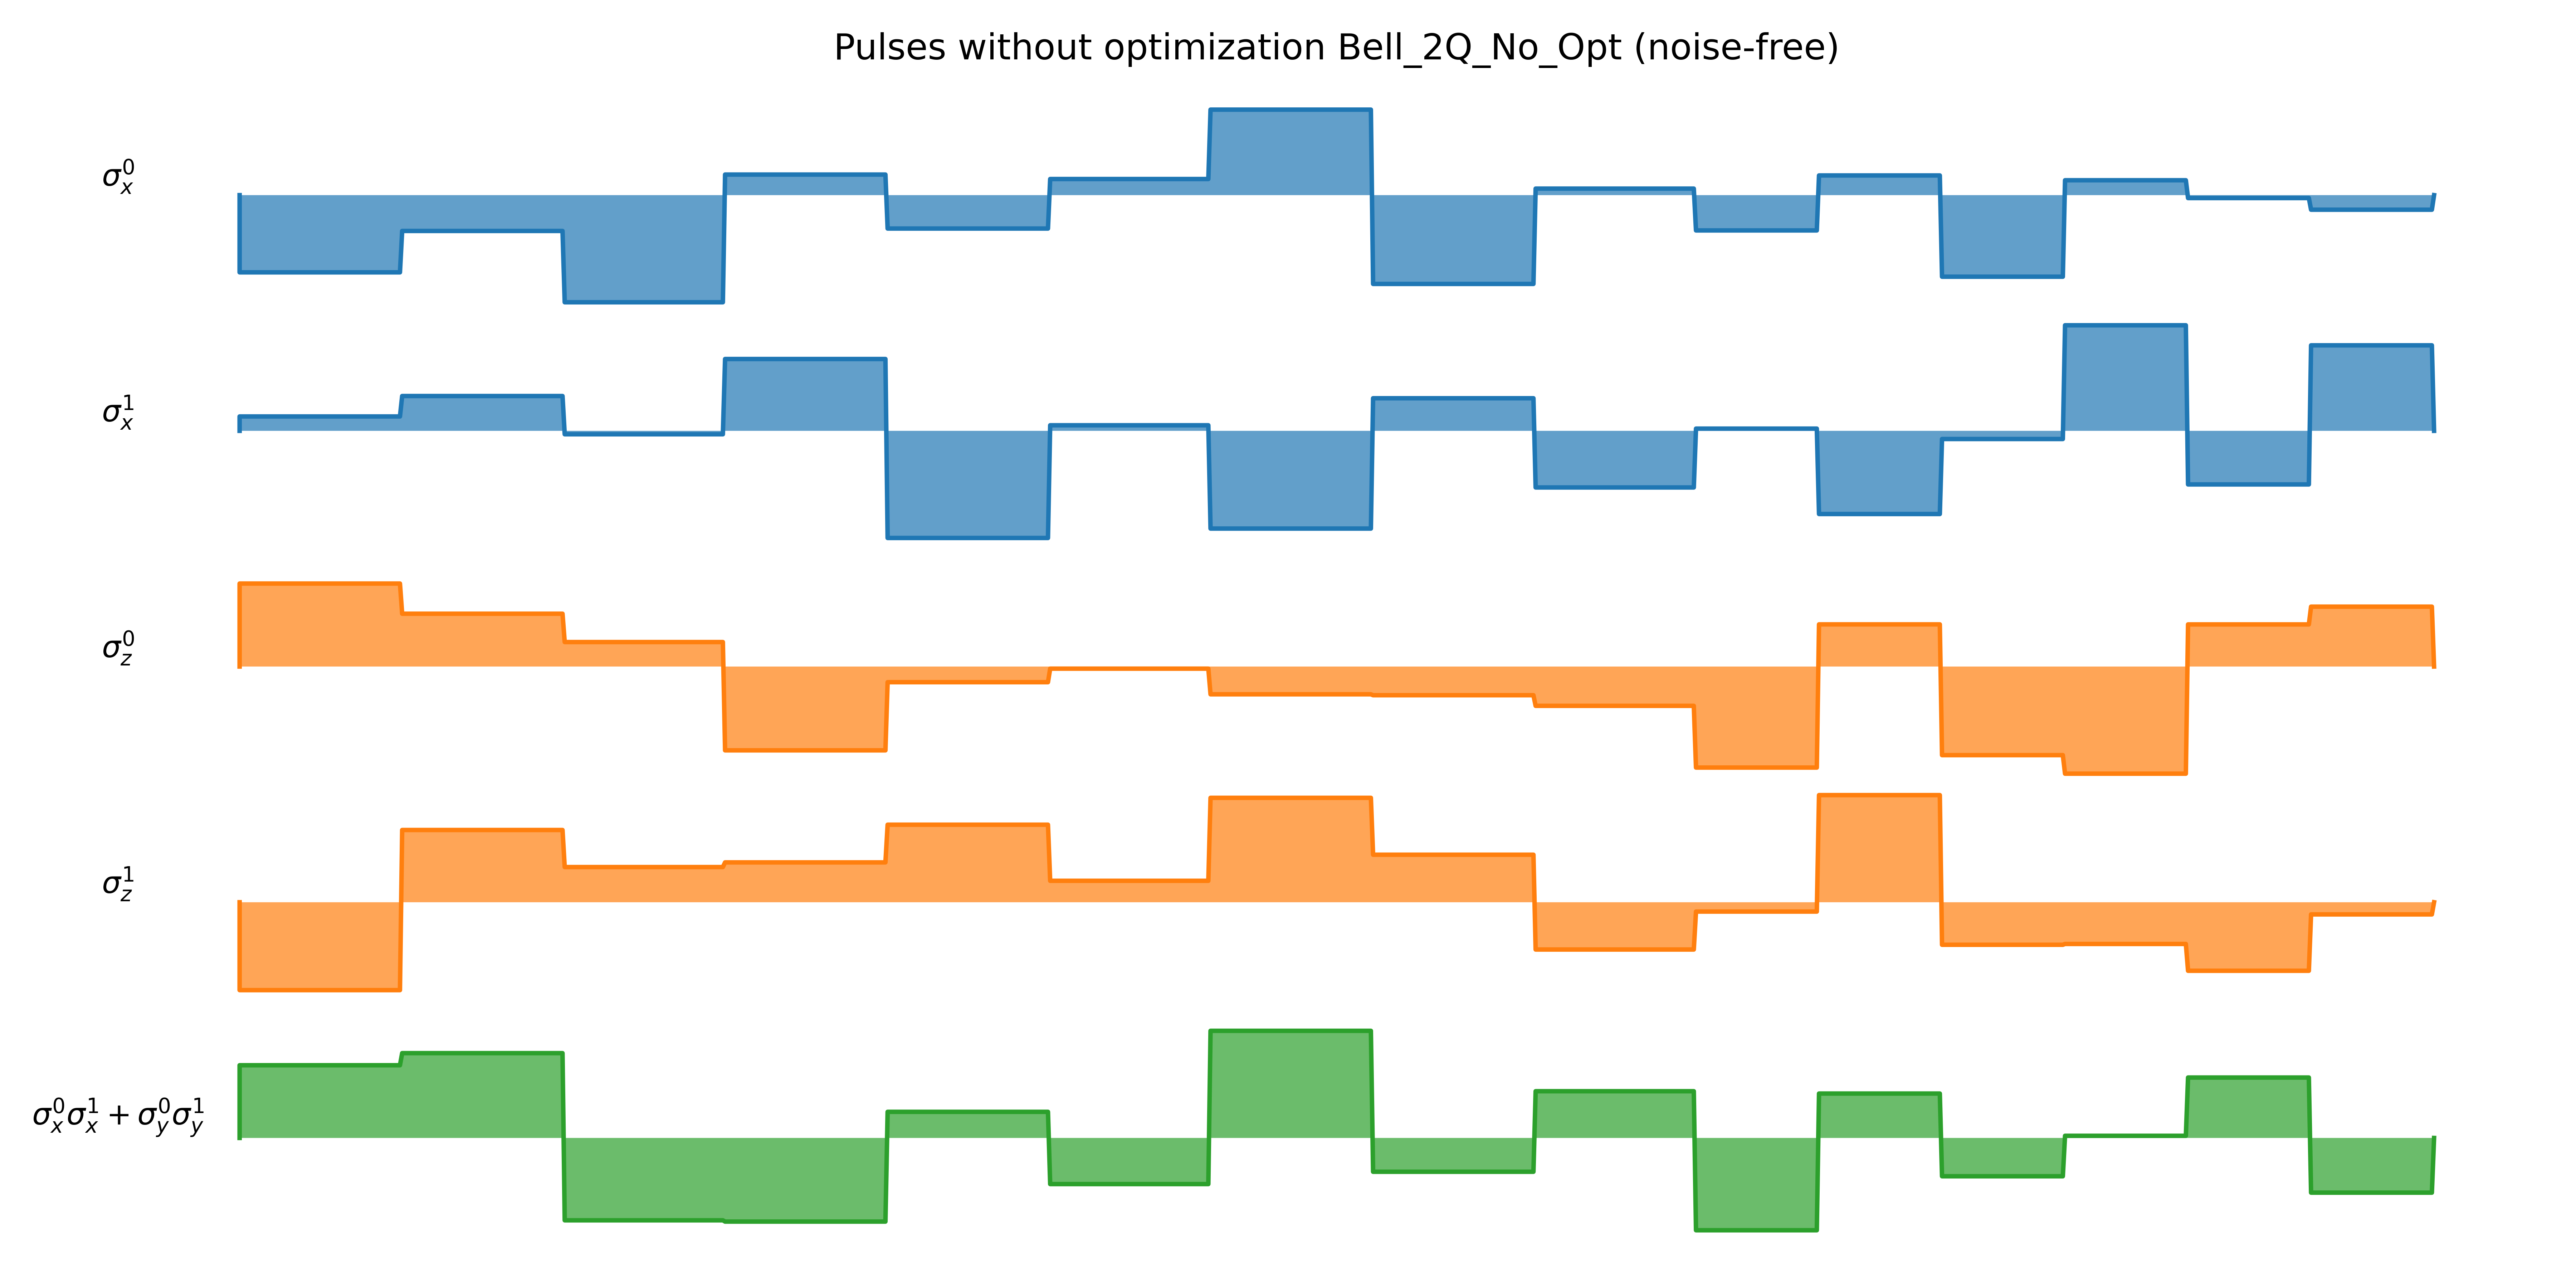 Pulses without optimization Bell_2Q_No_Opt (noise-free)
σ_x^0
σ_x^1
σ_z^0
σ_z^1
σ_x^0σ_x^1 + σ_y^0σ_y^1